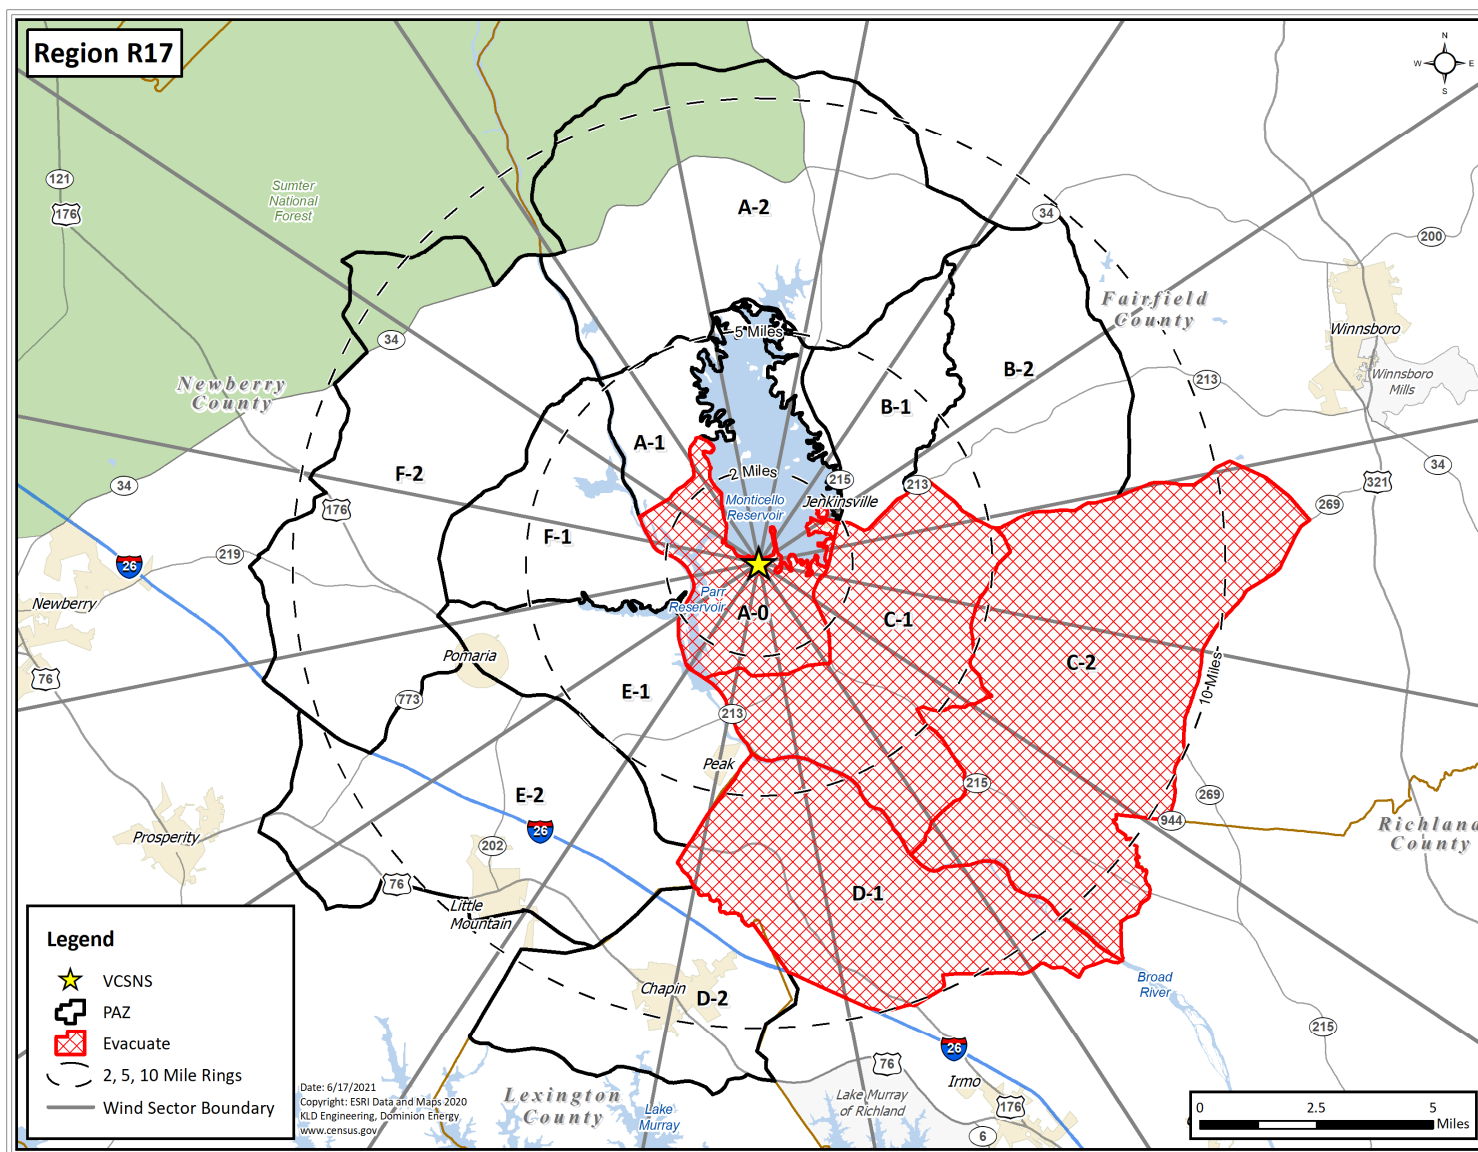 Region R17
N
W
E
S
121
176
Sumter
National
Forest
A-2
34
200
Fairfield
County
Winnsboro
Winnsboro
Mills
5 Miles
34
Newberry
County
B-2
213
B-1
A-1
F-2
2 Miles
215
213
34
321
34
Monticello
Reservoir
Jenkinsville
269
176
F-1
219
26
Newberry
Parr
Reservoir
A-0
C-1
Pomaria
C-2
76
773
E-1
10 Miles
213
Peak
215
E-2
26
269
944
Richland
County
Prosperity
202
76
D-1
Little
Mountain
Chapin
D-2
Broad
River
215
26
76
Irmo
176
6
Lake Murray
of Richland
Lexington
County
Lake
Murray
Legend
VCSNS
PAZ
Evacuate
2, 5, 10 Mile Rings
Wind Sector Boundary
Date: 6/17/2021
Copyright: ESRI Data and Maps 2020
KLD Engineering, Dominion Energy
www.census.gov
0 2.5 5
Miles